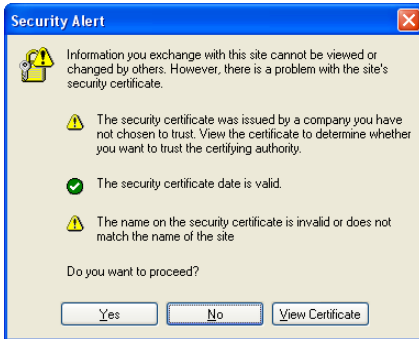 Security Alert
Information you exchange with this site cannot be viewed or
changed by others. However, there is a problem with the site's
security certificate.
The security certificate was issued by a company you have
not chosen to trust. View the certificate to determine whether
you want to trust the certifying authority.
The security certificate date is valid.
The name on the security certificate is invalid or does not
match the name of the site
Do you want to proceed?
Yes
No
View Certificate